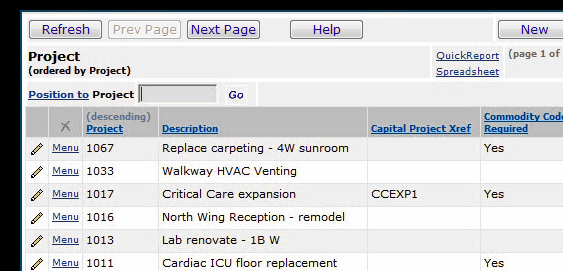 Refresh Prev Page Next Page Help New
Project QuickReport (page 1 of
(ordered by Project) Spreadsheet
Position to Project Go
(descending) Commodity Code
Project Description Capital Project Xref Required
Menu 1067 Replace carpeting - 4W sunroom Yes
Menu 1033 Walkway HVAC Venting
Menu 1017 Critical Care expansion CCEXP1 Yes
Menu 1016 North Wing Reception - remodel
Menu 1013 Lab renovate - 1B W
Menu 1011 Cardiac ICU floor replacement Yes